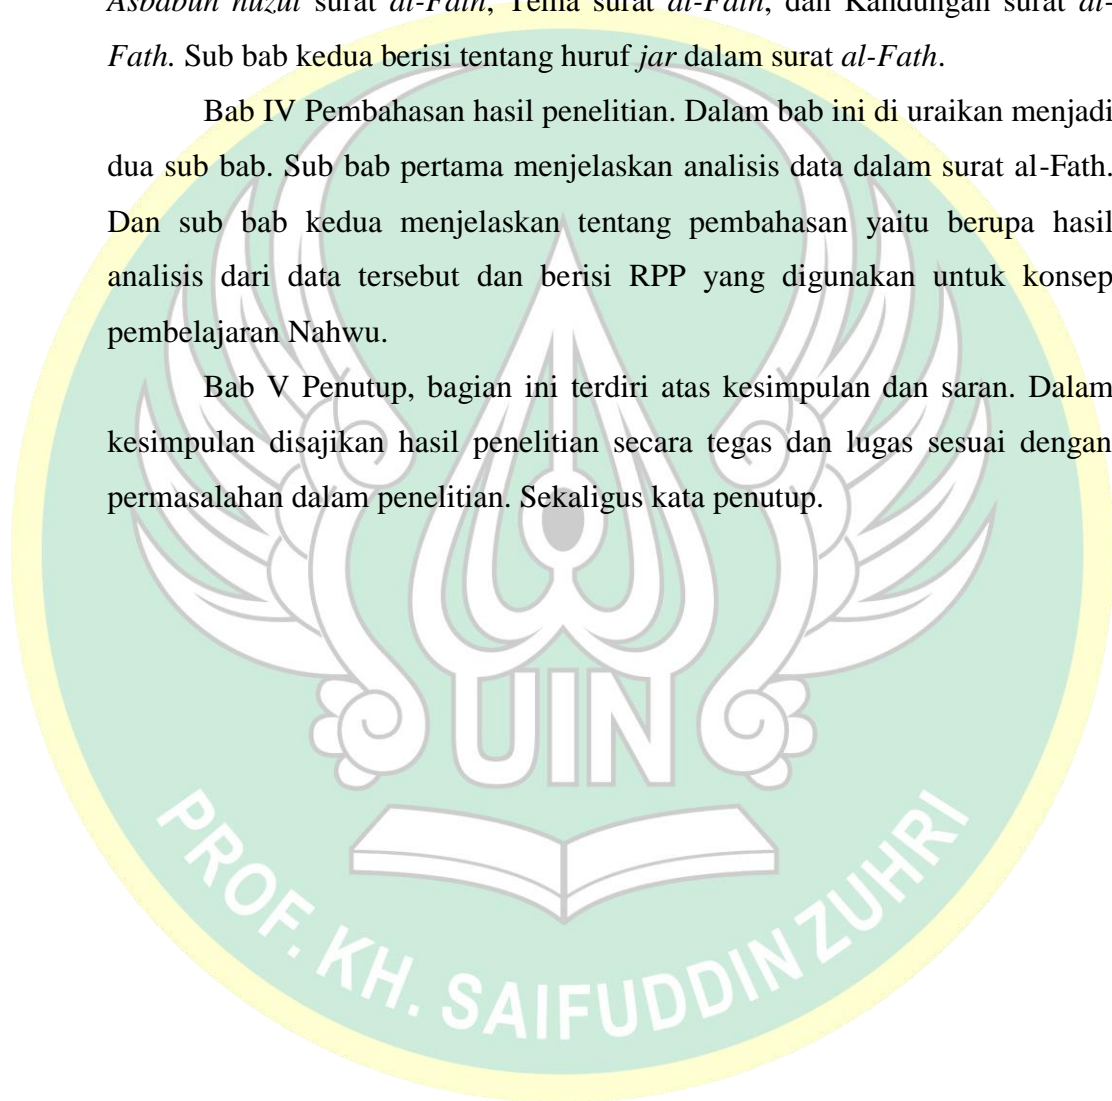 Asbabun nuzul surat al-Fath, Tema surat al-Fath, dan Kandungan surat al-
Fath. Sub bab kedua berisi tentang huruf jar dalam surat al-Fath.
Bab IV Pembahasan hasil penelitian. Dalam bab ini di uraikan menjadi
dua sub bab. Sub bab pertama menjelaskan analisis data dalam surat al-Fath.
Dan sub bab kedua menjelaskan tentang pembahasan yaitu berupa hasil
analisis dari data tersebut dan berisi RPP yang digunakan untuk konsep
pembelajaran Nahwu.
Bab V Penutup, bagian ini terdiri atas kesimpulan dan saran. Dalam
kesimpulan disajikan hasil penelitian secara tegas dan lugas sesuai dengan
permasalahan dalam penelitian. Sekaligus kata penutup.
UIN
PROF. KH. SAIFUDDIN ZUHRI